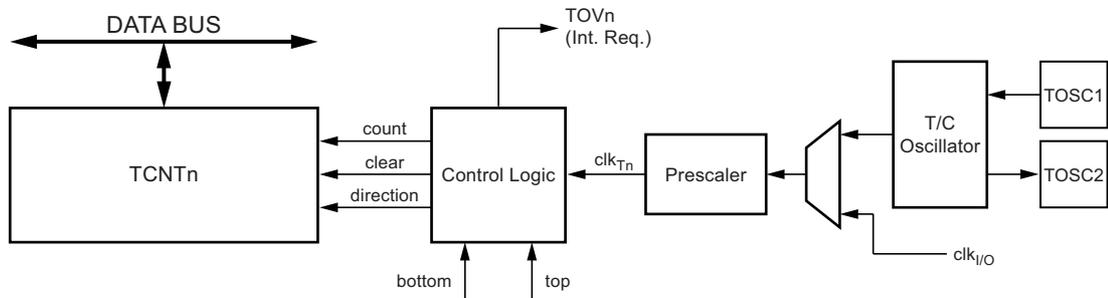 DATA BUS
TOVn
(Int. Req.)
TCNTn
count
clear
direction
Control Logic
clkTn
Prescaler
T/C
Oscillator
TOSC1
TOSC2
bottom
top
clkI/O